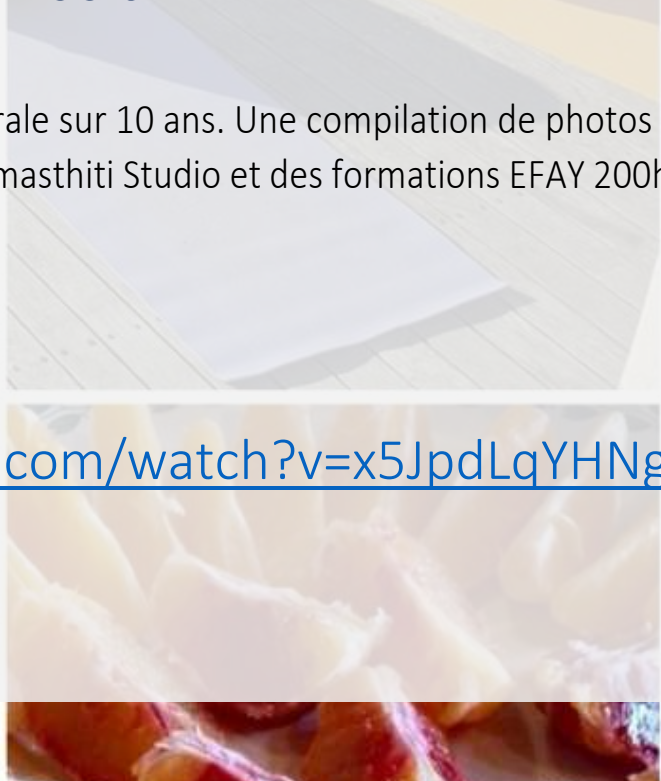 rale sur 10 ans. Une compilation de photos
masthiti Studio et des formations EFAY 200h
com/watch?v=x5JpdLqYHNg